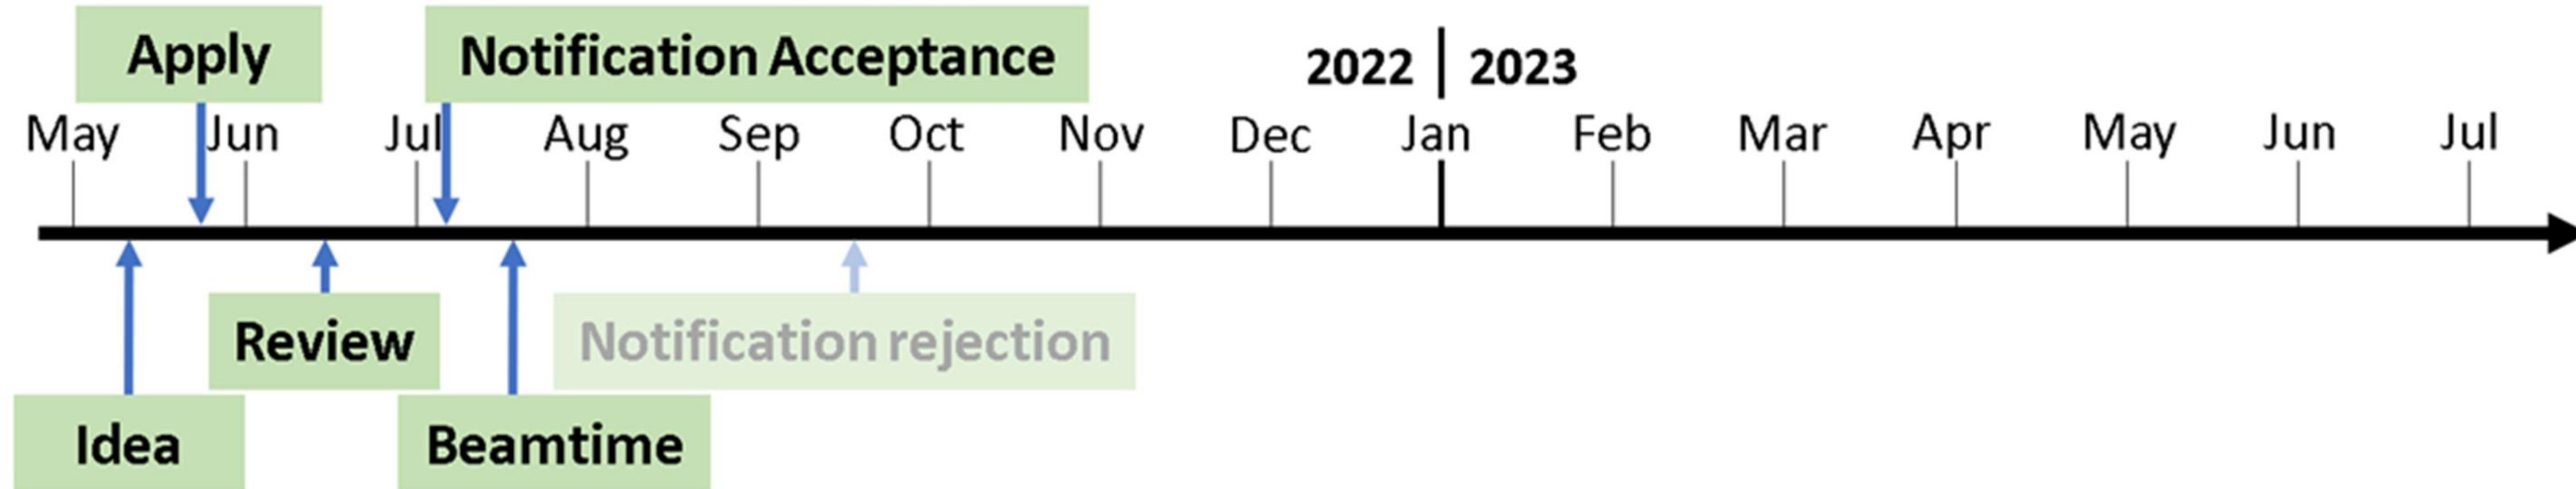 Apply
Notification Acceptance
2022 | 2023
May Jun Jul Aug Sep Oct Nov Dec Jan Feb Mar Apr May Jun Jul
Review
Notification rejection
Idea
Beamtime